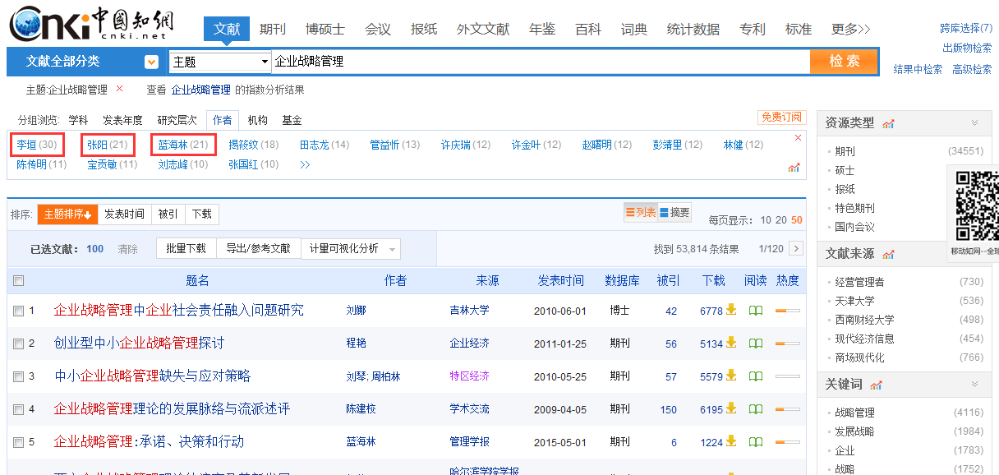 Cnki 中国知網
cnki.net
文献 期刊 博硕士 会议 报纸 外文文献 年鉴 百科 词典 统计数据 专利 标准 更多>>
跨库选择(7)
出版物检索
文献全部分类 主题 企业战略管理 检 索
结果中检索 高级检索
主题:企业战略管理 × 查看 企业战略管理 的指数分析结果
分组浏览: 学科 发表年度 研究层次 作者 机构 基金 免费订阅
李垣 (30) 张阳 (21) 蓝海林 (21) 揭筱纹 (18) 田志龙 (14) 管益忻 (13) 许庆瑞 (12) 许金叶 (12) 赵曙明 (12) 彭靖里 (12) 林健 (12)
陈传明 (11) 宝贡敏 (11) 刘志峰 (10) 张国红 (10) >>
排序: 主题排序↓ 发表时间 被引 下载 列表 摘要 每页显示: 10 20 50
已选文献: 100 清除 批量下载 导出/参考文献 计量可视化分析 找到 53,814 条结果 1/120 >
题名 作者 来源 发表时间 数据库 被引 下载 阅读 热度
1 企业战略管理中企业社会责任融入问题研究 刘娜 吉林大学 2010-06-01 博士 42 6778
2 创业型中小企业战略管理探讨 程艳 企业经济 2011-01-25 期刊 56 5134
3 中小企业战略管理缺失与应对策略 刘琴; 周柏林 特区经济 2010-05-25 期刊 57 5579
4 企业战略管理理论的发展脉络与流派述评 陈建校 学术交流 2009-04-05 期刊 150 6195
5 企业战略管理:承诺、决策和行动 蓝海林 管理学报 2015-05-01 期刊 6 1224
哈尔滨学院学报
资源类型
期刊 (34551)
硕士
报纸
特色期刊
国内会议
移动知网--全球
文献来源
经营管理者 (730)
天津大学 (566)
西南财经大学 (498)
现代经济信息 (454)
商场现代化 (766)
关键词
战略管理 (4116)
发展战略 (1984)
企业 (1783)
战略 (1752)